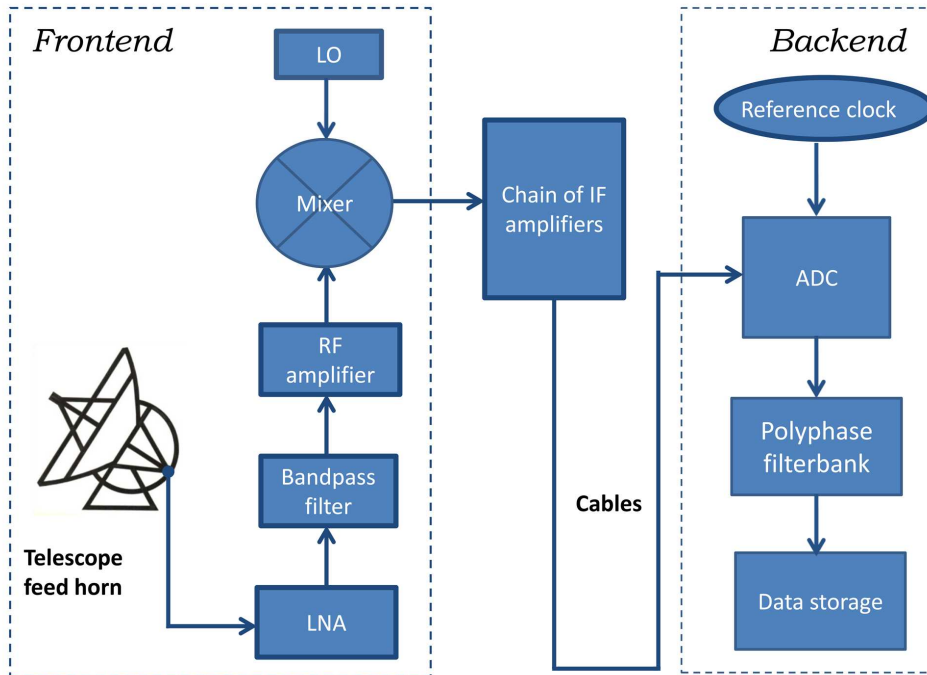 Frontend
LO
Mixer
RF
amplifier
Bandpass
filter
Telescope
feed horn
LNA
Chain of IF
amplifiers
Cables
Backend
Reference clock
ADC
Polyphase
filterbank
Data storage